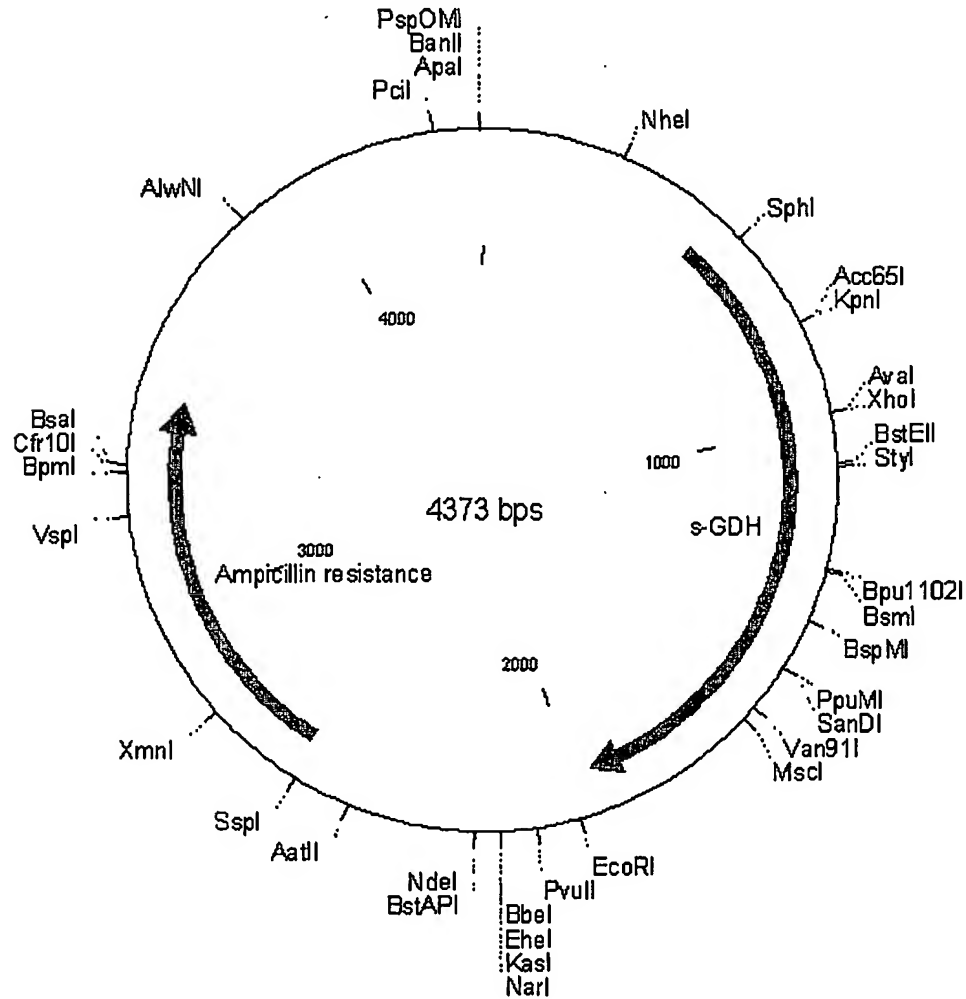 PspOMI
BanII
ApaI
PciI
NheI
AlwNI
SphI
Acc65I
KpnI
4000
AvaI
XhoI
BsaI
Cfr10I
BpmI
BstEII
StyI
1000
4373 bps
s-GDH
VspI
3000
Ampicillin resistance
Bpu1102I
BsmI
BspMI
2000
PpuMI
SanDI
Van91I
MscI
XmnI
SspI
AatII
EcoRI
NdeI
BstAPI
PvuII
BbeI
EheI
KasI
NarI